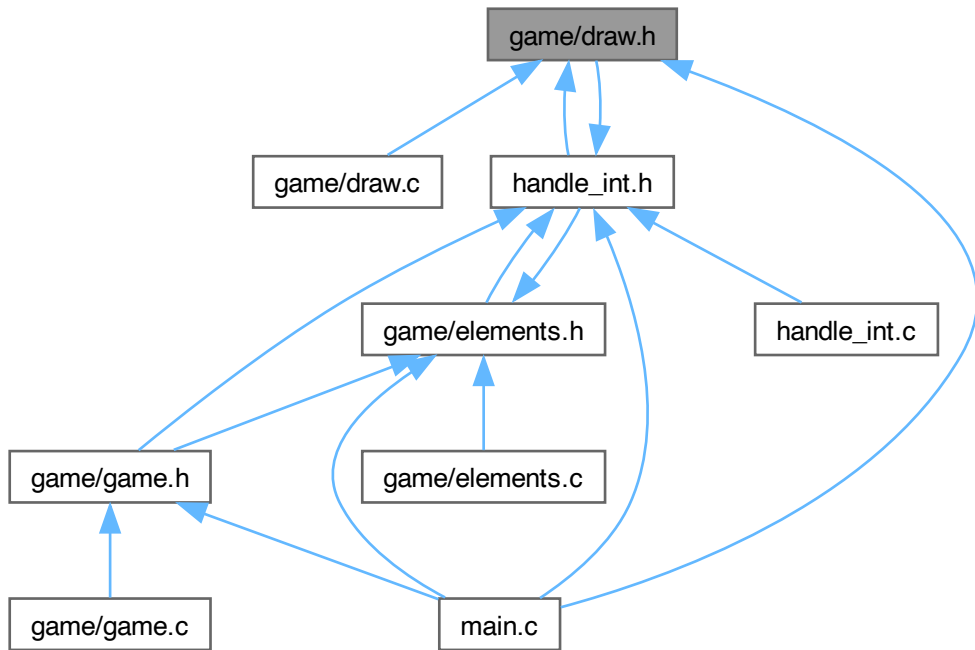 game/draw.h
game/draw.c
handle_int.h
game/elements.h
handle_int.c
game/game.h
game/elements.c
game/game.c
main.c